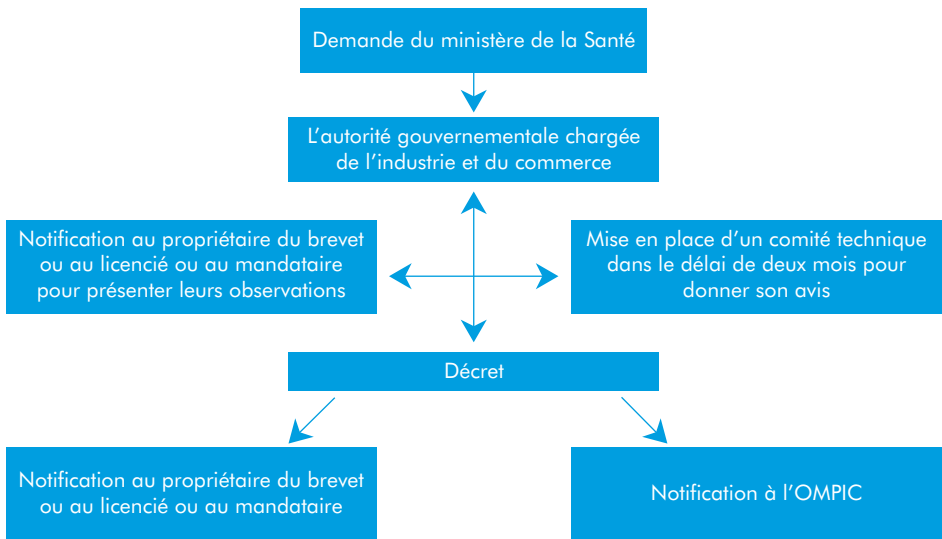 Demande du ministère de la Santé
L'autorité gouvernementale chargée
de l'industrie et du commerce
Notification au propriétaire du brevet
ou au licencié ou au mandataire
pour présenter leurs observations
Mise en place d'un comité technique
dans le délai de deux mois pour
donner son avis
Décret
Notification au propriétaire du brevet
ou au licencié ou au mandataire
Notification à l'OMPIC